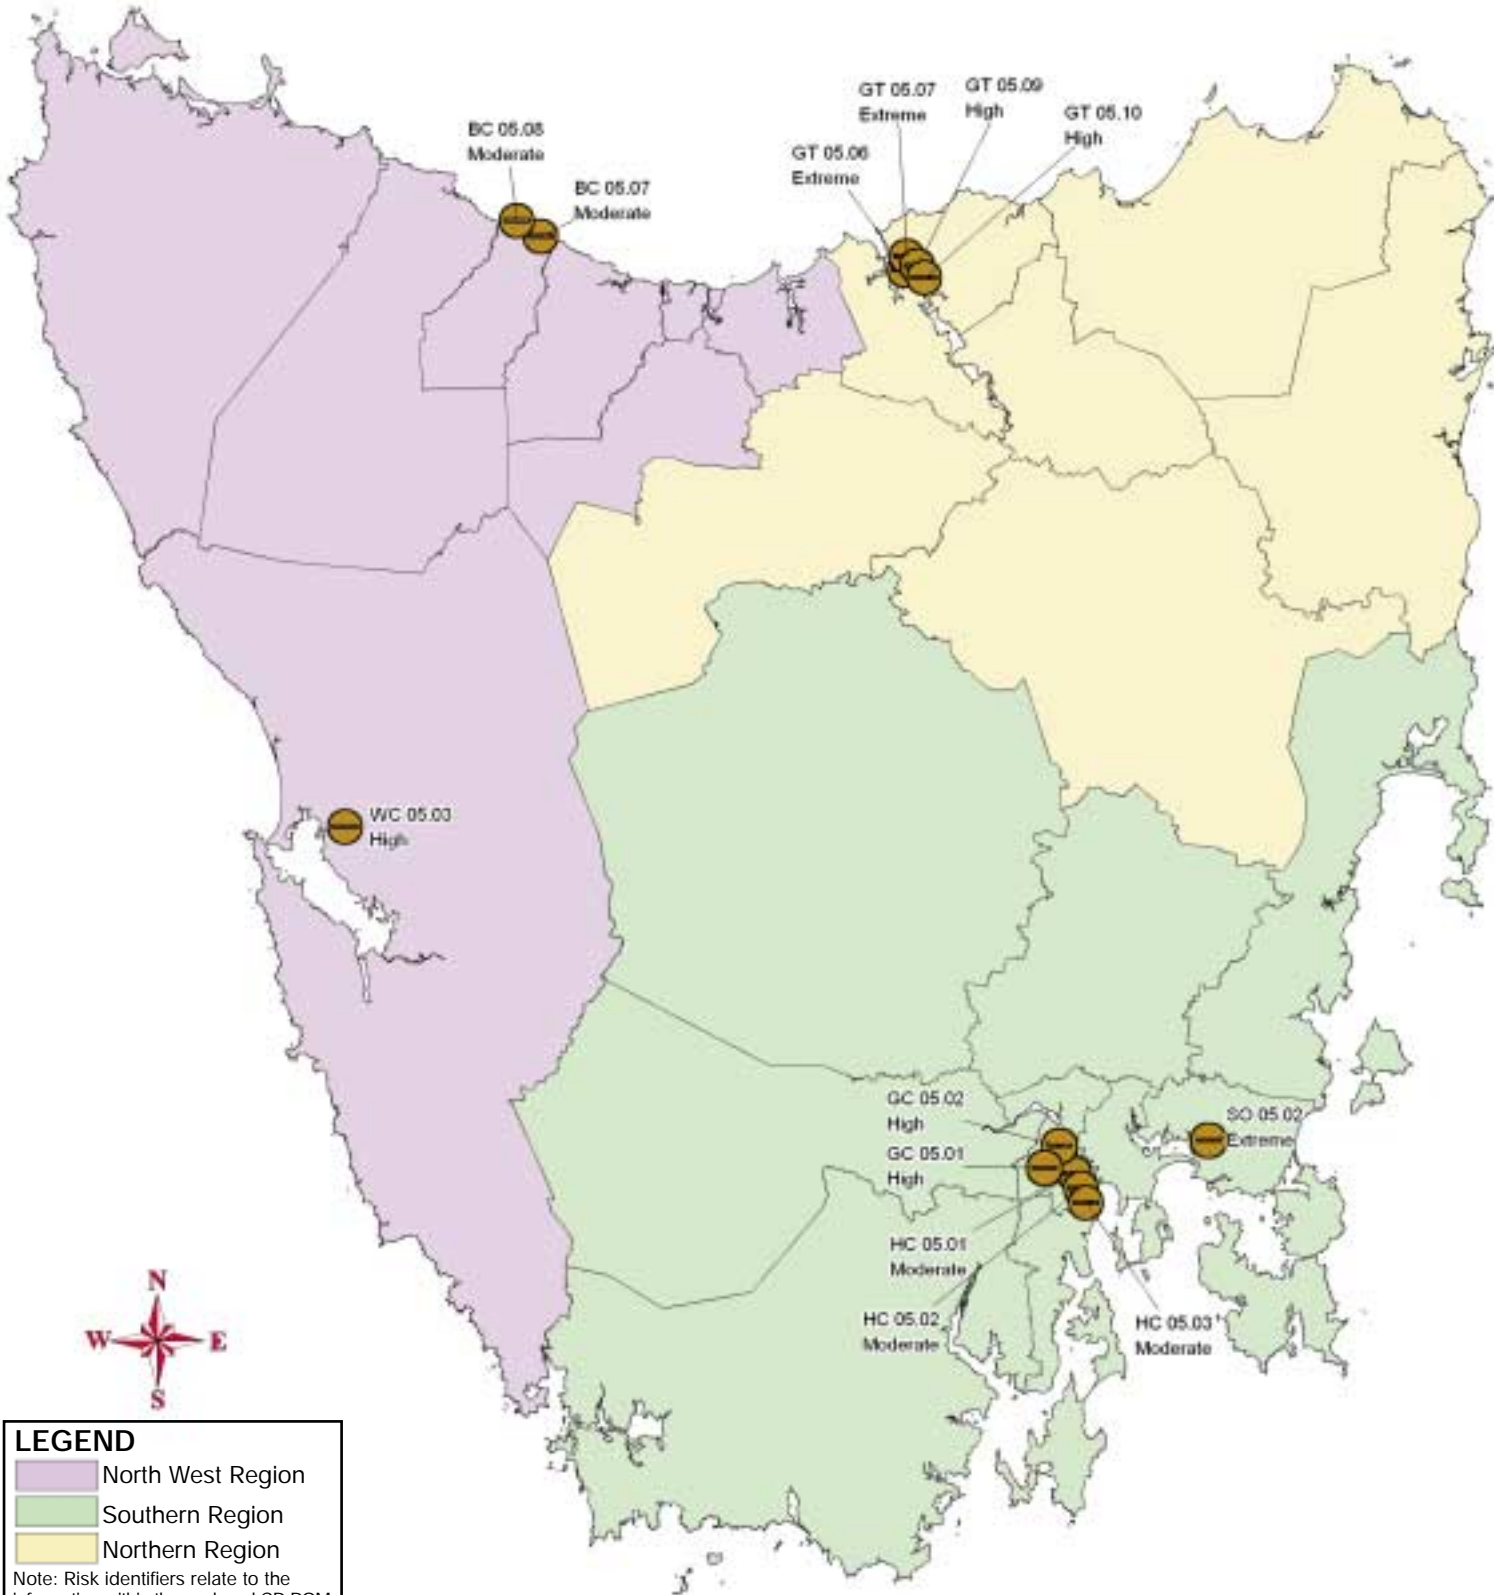 GT 05.07
Extreme
GT 05.09
High
GT 05.10
High
BC 05.08
Moderate
GT 05.06
Extreme
BC 05.07
Moderate
WC 05.03
High
GC 05.02
High
SO 05.02
Extreme
GC 05.01
High
HC 05.01
Moderate
HC 05.02
Moderate
HC 05.03
Moderate
N
W
E
S
LEGEND
North West Region
Southern Region
Northern Region
Note: Risk identifiers relate to the